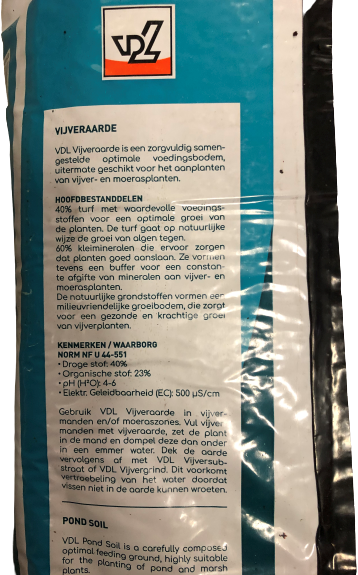 VDL
VIJVERAARDE
VDL Vijveraarde is een zorgvuldig samen-
gestelde optimale voedingsbodem,
uitermate geschikt voor het aanplanten
van vijver- en moerasplanten.
HOOFDBESTANDDELEN
40% turf met waardevolle voedings-
stoffen voor een optimale groei van
de planten. De turf gaat op natuurlijke
wijze de groei van algen tegen.
60% kleimineralen die ervoor zorgen
dat planten goed aanslaan. Ze vormen
tevens een buffer voor een constan-
te afgifte van mineralen aan vijver- en
moerasplanten.
De natuurlijke grondstoffen vormen een
milieuvriendelijke groeibodem, die zorgt
voor een gezonde en krachtige groei
van vijverplanten.
KENMERKEN / WAARBORG
NORM NF U 44-551
• Droge stof: 40%
• Organische stof: 23%
• pH (H²O): 4-6
• Elektr. Geleidbaarheid (EC): 500 µS/cm
Gebruik VDL Vijveraarde in vijver-
manden en/of moeraszones. Vul vijver-
manden met vijveraarde, zet de plant
in de mand en dompel deze dan onder
in een emmer water. Dek de aarde
vervolgens af met VDL Vijversub-
straat of VDL Vijvergrind. Dit voorkomt
vertroebeling van het water doordat
vissen niet in de aarde kunnen wroeten.
POND SOIL
VDL Pond Soil is a carefully composed
optimal feeding ground, highly suitable
for the planting of pond and marsh
plants.